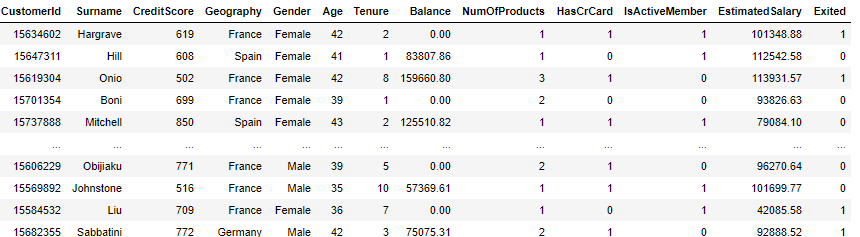 CustomerId Surname CreditScore Geography Gender Age Tenure Balance NumOfProducts HasCrCard IsActiveMember EstimatedSalary Exited
15634602 Hargrave 619 France Female 42 2 0.00 1 1 1 101348.88 1
15647311 Hill 608 Spain Female 41 1 83807.86 1 0 1 112542.58 0
15619304 Onio 502 France Female 42 8 159660.80 3 1 0 113931.57 1
15701354 Boni 699 France Female 39 1 0.00 2 0 0 93826.63 0
15737888 Mitchell 850 Spain Female 43 2 125510.82 1 1 1 79084.10 0
... ... ... ... ... ... ... ... ... ... ... ... ...
15606229 Obijiaku 771 France Male 39 5 0.00 2 1 0 96270.64 0
15569892 Johnstone 516 France Male 35 10 57369.61 1 1 1 101699.77 0
15584532 Liu 709 France Female 36 7 0.00 1 0 1 42085.58 1
15682355 Sabbatini 772 Germany Male 42 3 75075.31 2 1 0 92888.52 1